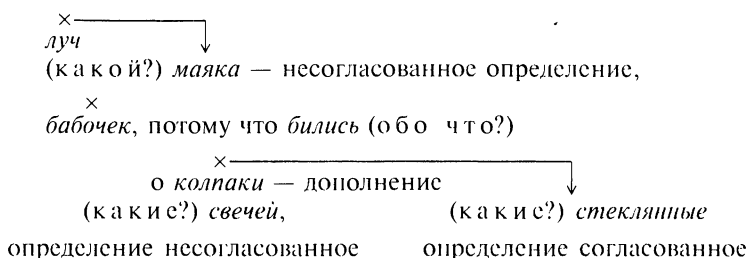 ×
луч
(какой?) маяка — несогласованное определение,
×
бабочек, потому что бились (обо что?)
×
о колпаки — дополнение
(какие?) свечей, (какие?) стеклянные
определение несогласованное определение согласованное